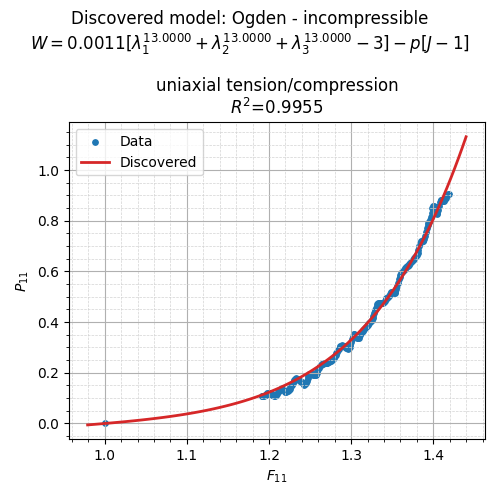 Discovered model: Ogden - incompressible
W = 0.0011[λ₁^13.0000 + λ₂^13.0000 + λ₃^13.0000 − 3] − p[J − 1]
uniaxial tension/compression
R²=0.9955
Data
Discovered
P₁₁
1.0
0.8
0.6
0.4
0.2
0.0
1.0 1.1 1.2 1.3 1.4
F₁₁